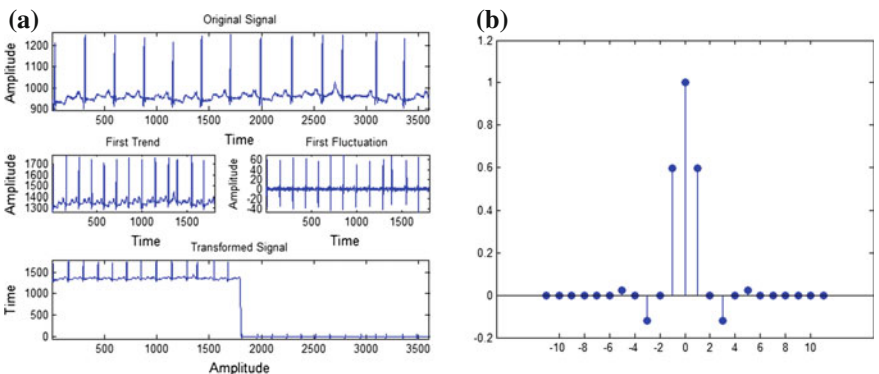 (a)
Original Signal
Amplitude
1200
1100
1000
900
500 1000 1500 2000 2500 3000 3500
Time
First Trend
1700
1600
1500
1400
1300
500 1000 1500
Time
First Fluctuation
Amplitude
60
40
20
0
-20
-40
500 1000 1500
Time
Transformed Signal
Time
1500
1000
500
0
500 1000 1500 2000 2500 3000 3500
Amplitude
(b)
1.2
1
0.8
0.6
0.4
0.2
0
-0.2
-10 -8 -6 -4 -2 0 2 4 6 8 10